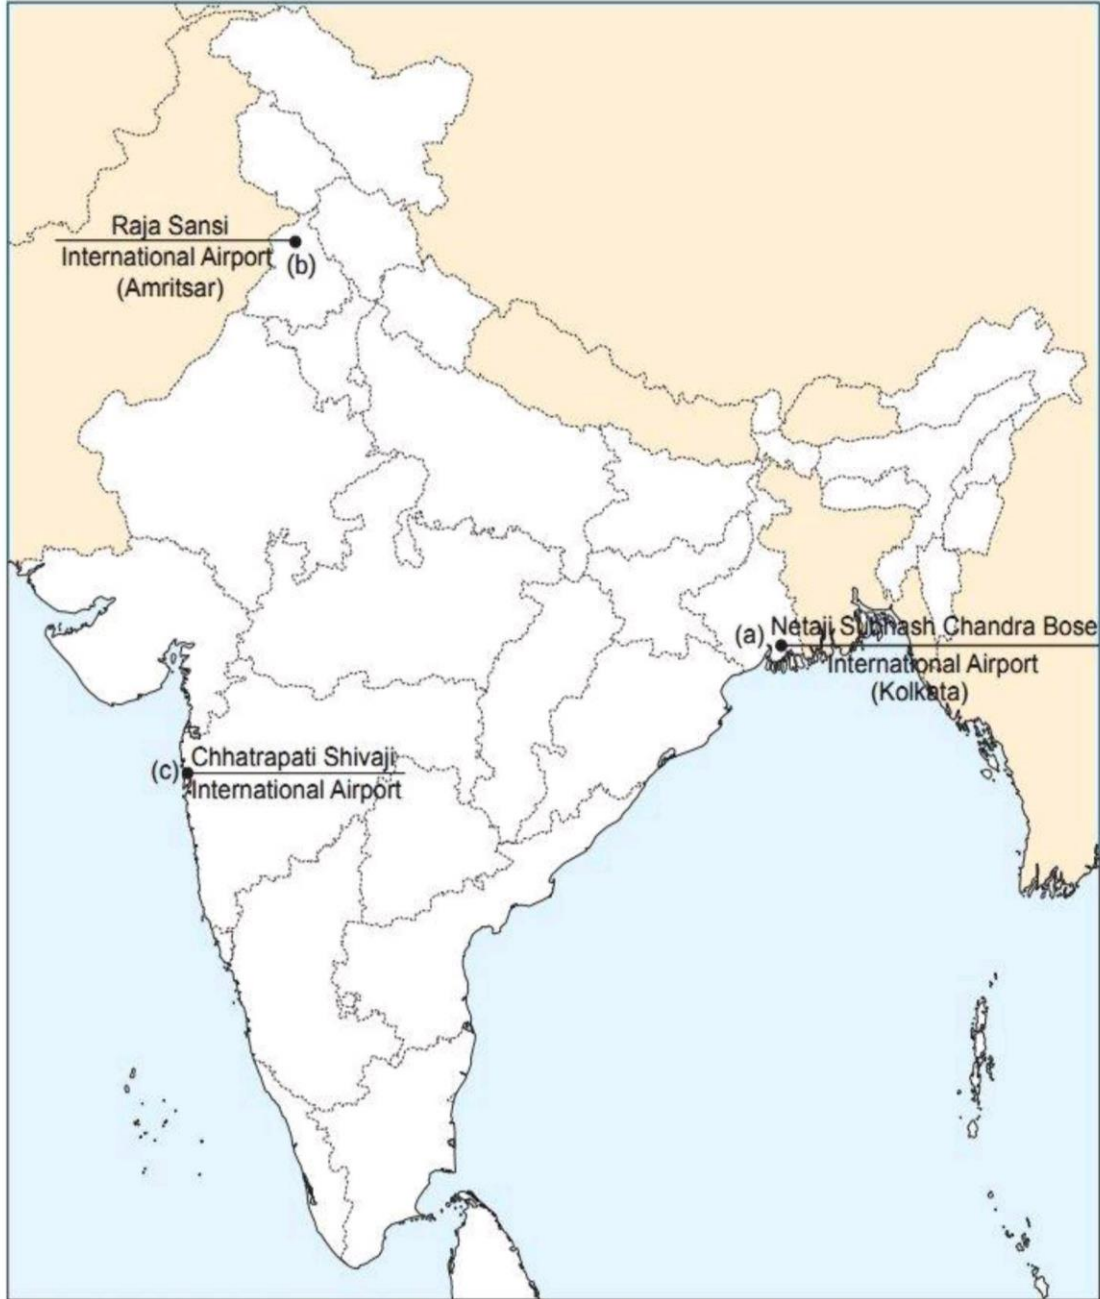 Raja Sansi
International Airport
(Amritsar)
(b)
(a) Netaji Subhash Chandra Bose
International Airport
(Kolkata)
(c) Chhatrapati Shivaji
International Airport